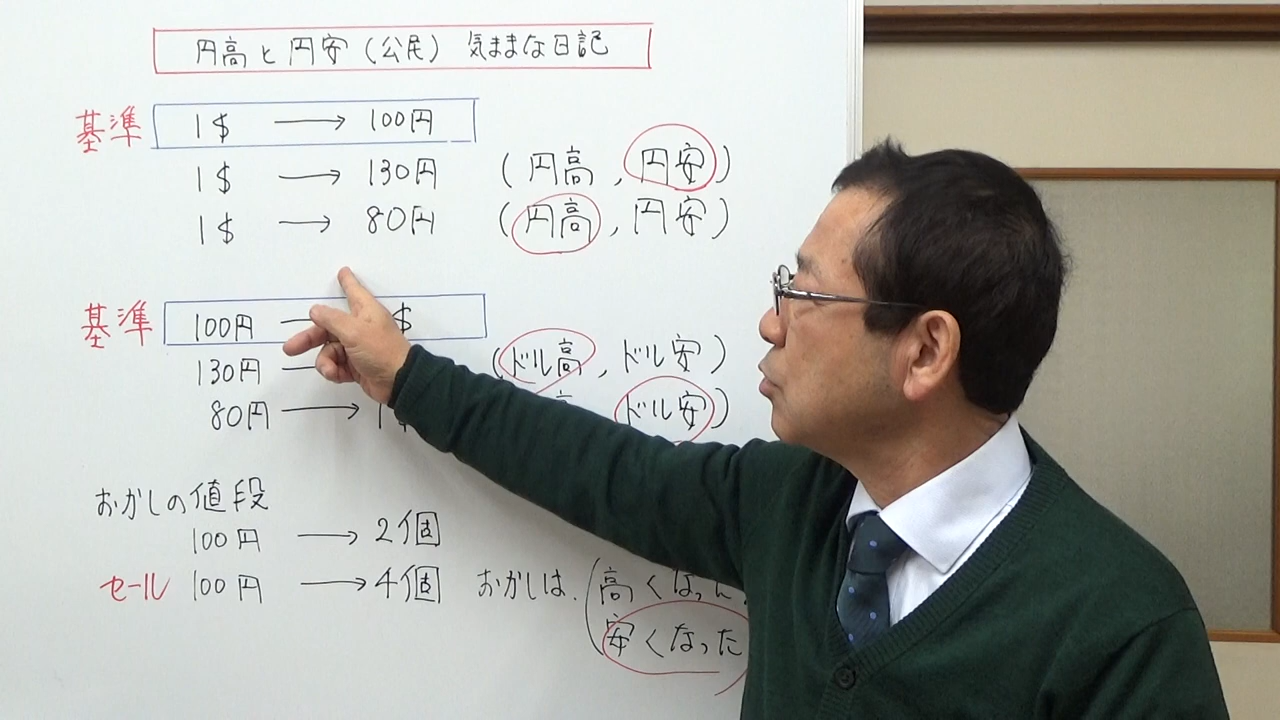 円高と円安(公民) 気ままな日記
基準 1$ → 100円
1$ → 130円 (円高, 円安)
1$ → 80円 (円高, 円安)
基準 100円 → $
130円 (ドル高, ドル安)
80円 → 1$ 高, ドル安)
おかしの値段
100円 → 2個
セール 100円 → 4個 おかしは. (高くなった.
安くなった